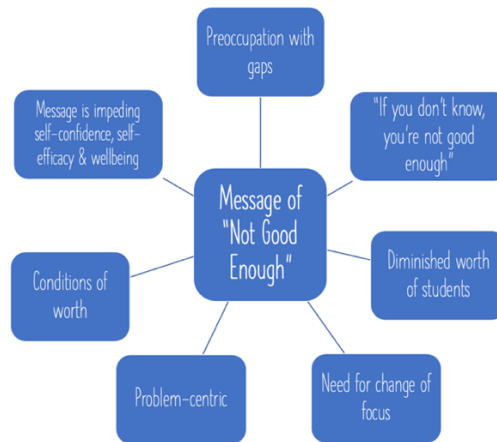 Preoccupation with
gaps
"If you don't know,
you're not good
enough"
Diminished worth
of students
Need for change of
focus
Problem-centric
Conditions of
worth
Message is impeding
self-confidence, self-
efficacy & wellbeing
Message of
"Not Good
Enough"